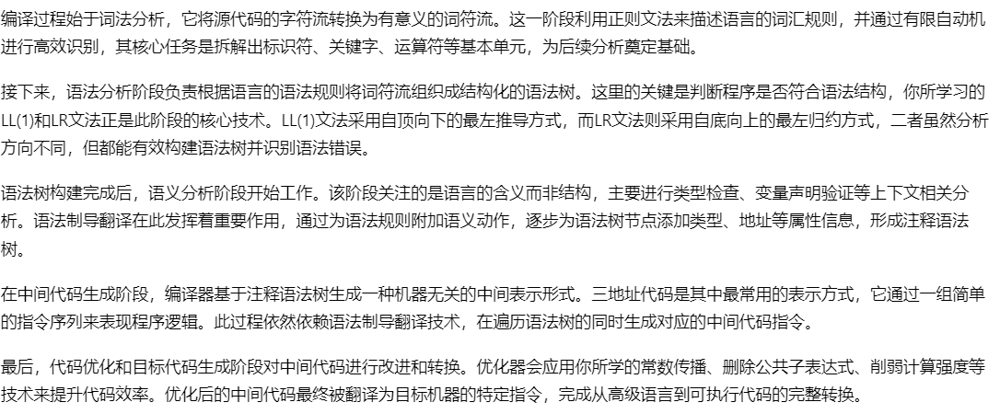 编译过程始于词法分析，它将源代码的字符流转换为有意义的词符流。这一阶段利用正则文法来描述语言的词汇规则，并通过有限自动机
进行高效识别，其核心任务是拆解出标识符、关键字、运算符等基本单元，为后续分析奠定基础。
接下来，语法分析阶段负责根据语言的语法规则将词符流组织成结构化的语法树。这里的关键是判断程序是否符合语法结构，你所学习的
LL(1)和LR文法正是此阶段的核心技术。LL(1)文法采用自顶向下的最左推导方式，而LR文法则采用自底向上的最左归约方式，二者虽然分析
方向不同，但都能有效构建语法树并识别语法错误。
语法树构建完成后，语义分析阶段开始工作。该阶段关注的是语言的含义而非结构，主要进行类型检查、变量声明验证等上下文相关分
析。语法制导翻译在此发挥着重要作用，通过为语法规则附加语义动作，逐步为语法树节点添加类型、地址等属性信息，形成注释语法
树。
在中间代码生成阶段，编译器基于注释语法树生成一种机器无关的中间表示形式。三地址代码是其中最常用的表示方式，它通过一组简单
的指令序列来表现程序逻辑。此过程依然依赖语法制导翻译技术，在遍历语法树的同时生成对应的中间代码指令。
最后，代码优化和目标代码生成阶段对中间代码进行改进和转换。优化器会应用你所学的常数传播、删除公共子表达式、削弱计算强度等
技术来提升代码效率。优化后的中间代码最终被翻译为目标机器的特定指令，完成从高级语言到可执行代码的完整转换。